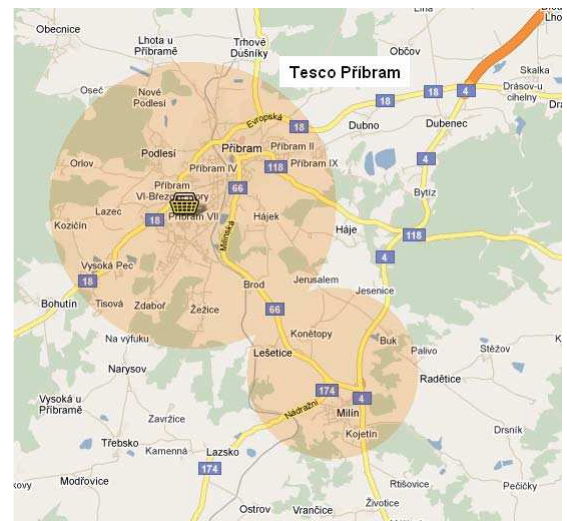 Obecnice
Lhota u
Příbramě
Trhové
Dušníky
Občov
Lhota
Tesco Příbram
Skalka
Drásov-u
cihelny
Oseč
Nové
Podlesí
18
4
18
Evropská
18
Dubno
Dubenec
18
Orlov
Podlesí
Příbram
Příbram II
4
Příbram IV
118
Příbram IX
Příbram
VI-Březové Hory
66
Bytíz
Lazec
Kozičín
18
Příbram VII
Hájek
Milínská
Háje
118
Vysoká Pec
4
18
Brod
Jerusalem
Jesenice
Bohutín
Tisová
Zdaboř
Žežice
66
Konětopy
Na výfuku
Lešetice
Buk
Palivo
Stěžov
Narysov
Radětice
Vysoká u
Příbramě
174
4
Nádražní
Milín
Zavržice
Drsník
Třebsko
Kamenná
Lazsko
Kojetín
174
Modřovice
Rtišovice
Pečičky
Ostrov
Vrančice
Životice